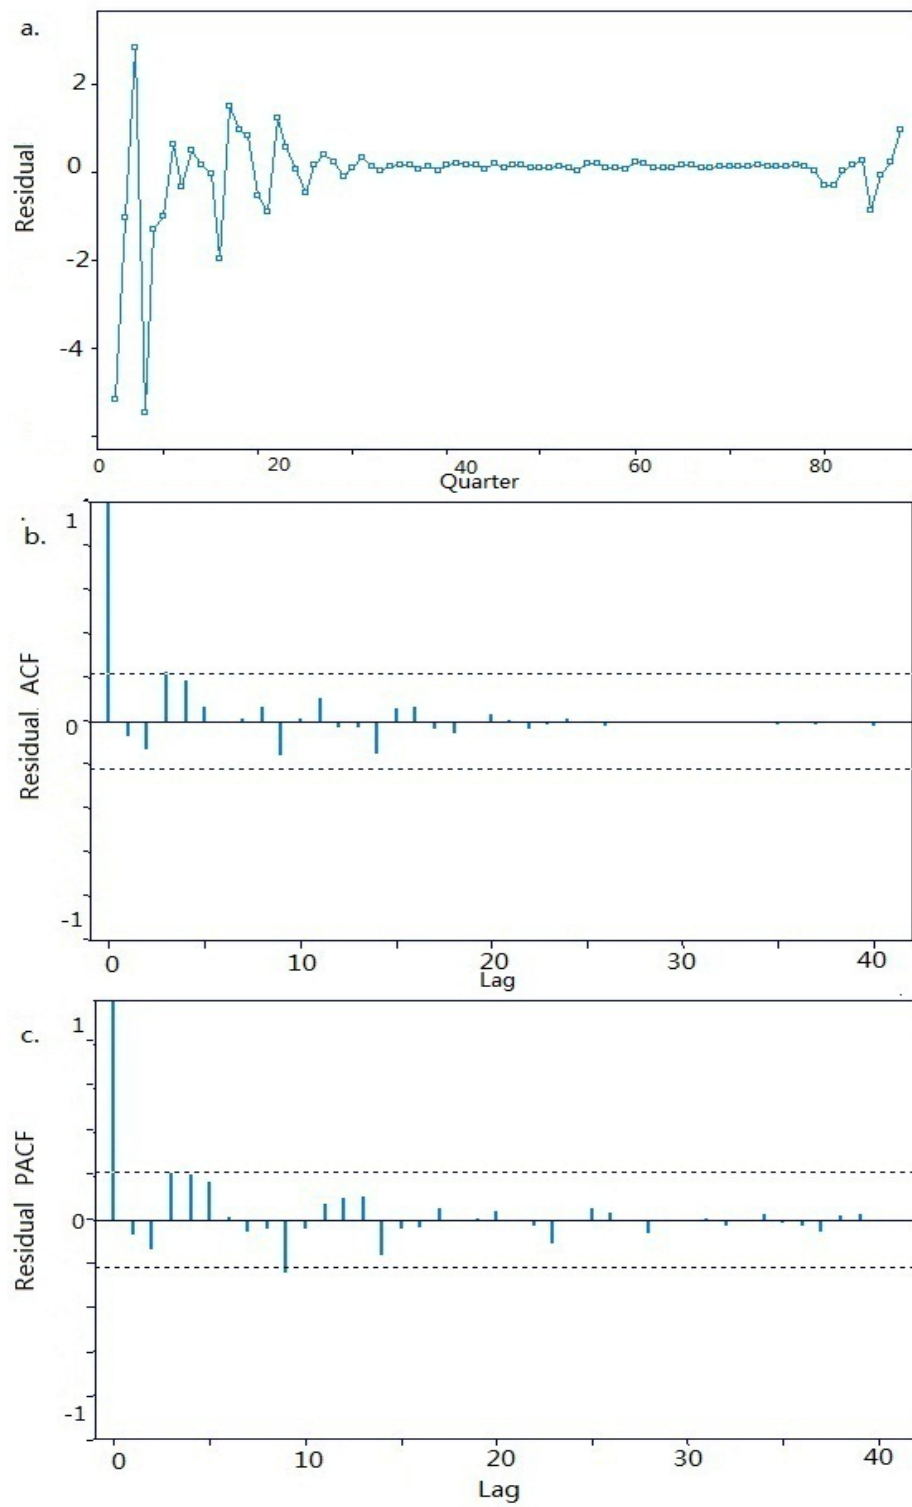 a.
Residual
2
0
-2
-4
0 20 40 60 80
Quarter
b.
Residual ACF
1
0
-1
0 10 20 30 40
Lag
c.
Residual PACF
1
0
-1
0 10 20 30 40
Lag